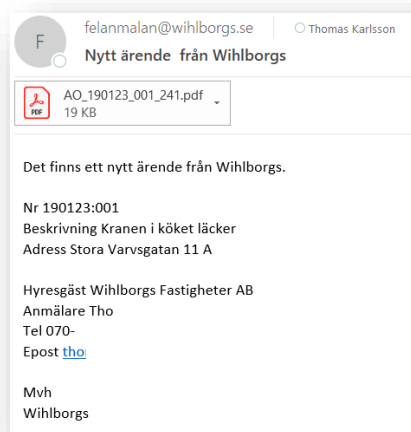 F
felanmalan@wihlborgs.se
Thomas Karlsson
Nytt ärende från Wihlborgs
PDF
AO_190123_001_241.pdf
19 KB
Det finns ett nytt ärende från Wihlborgs.
Nr 190123:001
Beskrivning Kranen i köket läcker
Adress Stora Varvsgatan 11 A
Hyresgäst Wihlborgs Fastigheter AB
Anmälare Tho
Tel 070-
Epost tho
Mvh
Wihlborgs